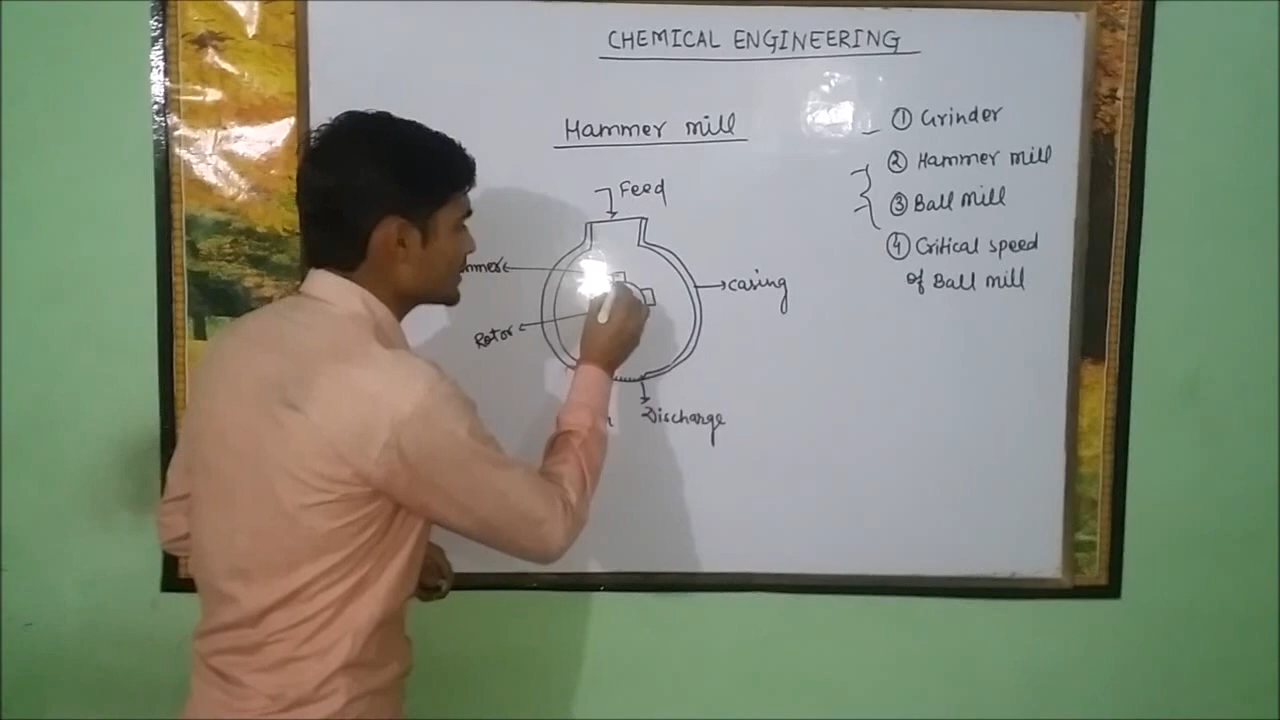 CHEMICAL ENGINEERING
Hammer mill
① Grinder
② Hammer mill
③ Ball mill
④ Critical speed
of Ball mill
Feed
casing
Rotor
Discharge